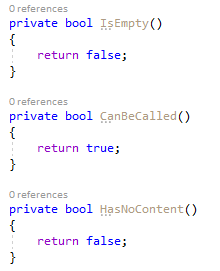 0 references
private bool IsEmpty()
{
return false;
}
0 references
private bool CanBeCalled()
{
return true;
}
0 references
private bool HasNoContent()
{
return false;
}